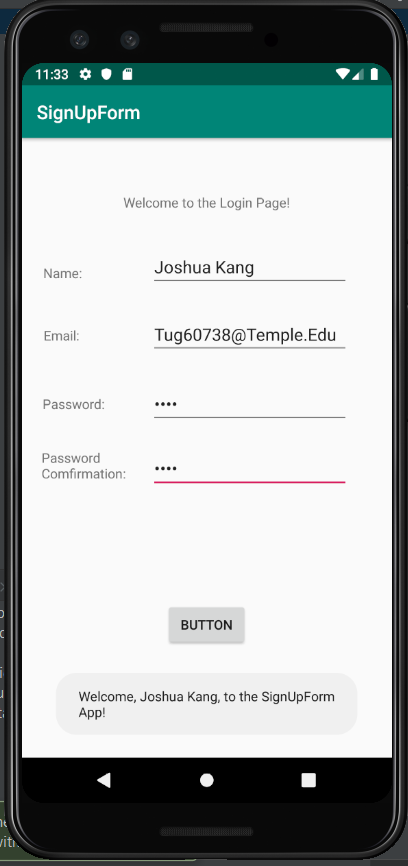 11:33
SignUpForm
Welcome to the Login Page!
Name: Joshua Kang
Email: Tug60738@Temple.Edu
Password: ••••
Password
Comfirmation: ••••
BUTTON
Welcome, Joshua Kang, to the SignUpForm
App!